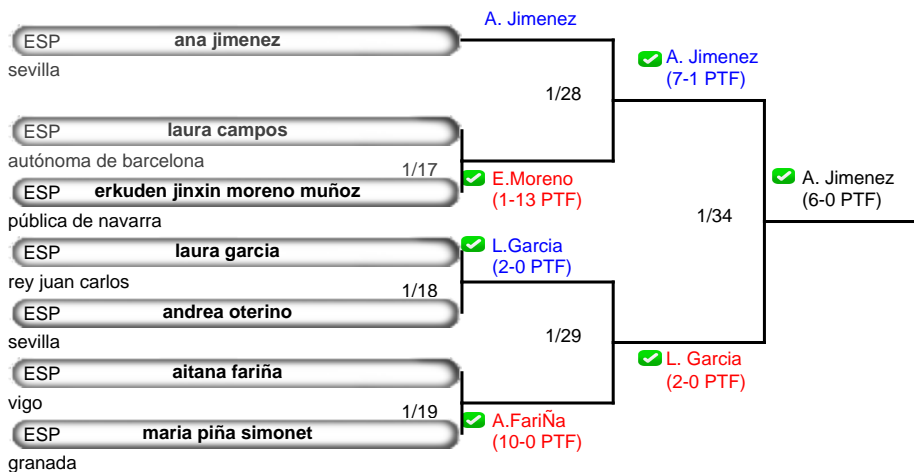 A. Jimenez
ESP ana jimenez
sevilla
A. Jimenez
(7-1 PTF)
1/28
ESP laura campos
autónoma de barcelona
1/17
ESP erkuden jinxin moreno muñoz
pública de navarra
E.Moreno
(1-13 PTF)
A. Jimenez
(6-0 PTF)
1/34
ESP laura garcia
rey juan carlos
L.Garcia
(2-0 PTF)
1/18
ESP andrea oterino
sevilla
1/29
ESP aitana fariña
vigo
L. Garcia
(2-0 PTF)
1/19
ESP maria piña simonet
granada
A.FariÑa
(10-0 PTF)